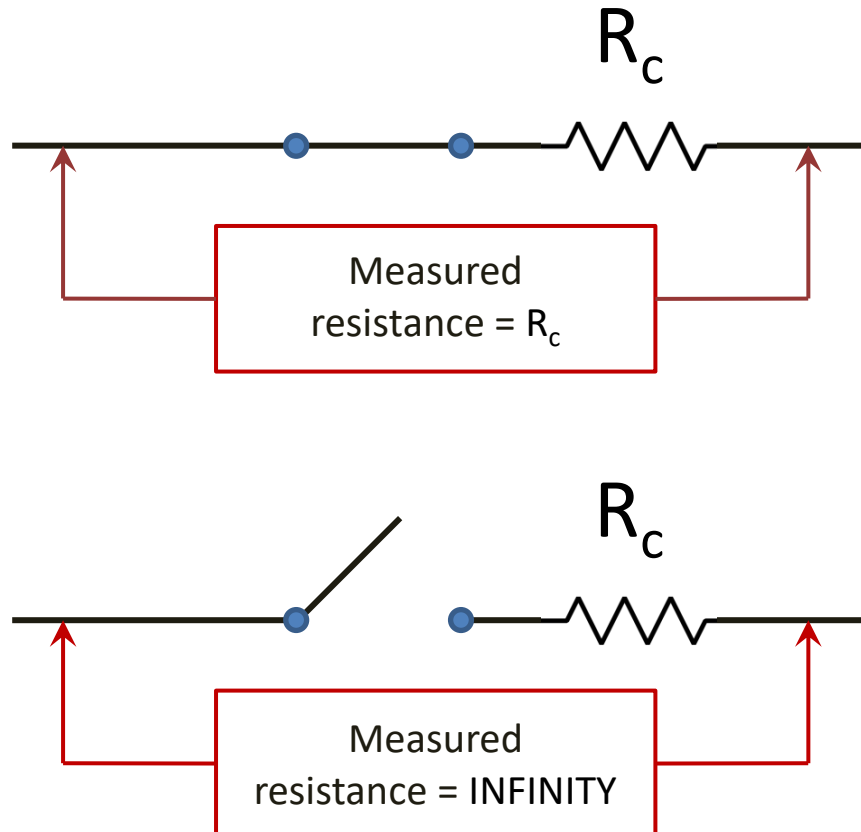 Rc
Measured
resistance = Rc
Rc
Measured
resistance = INFINITY